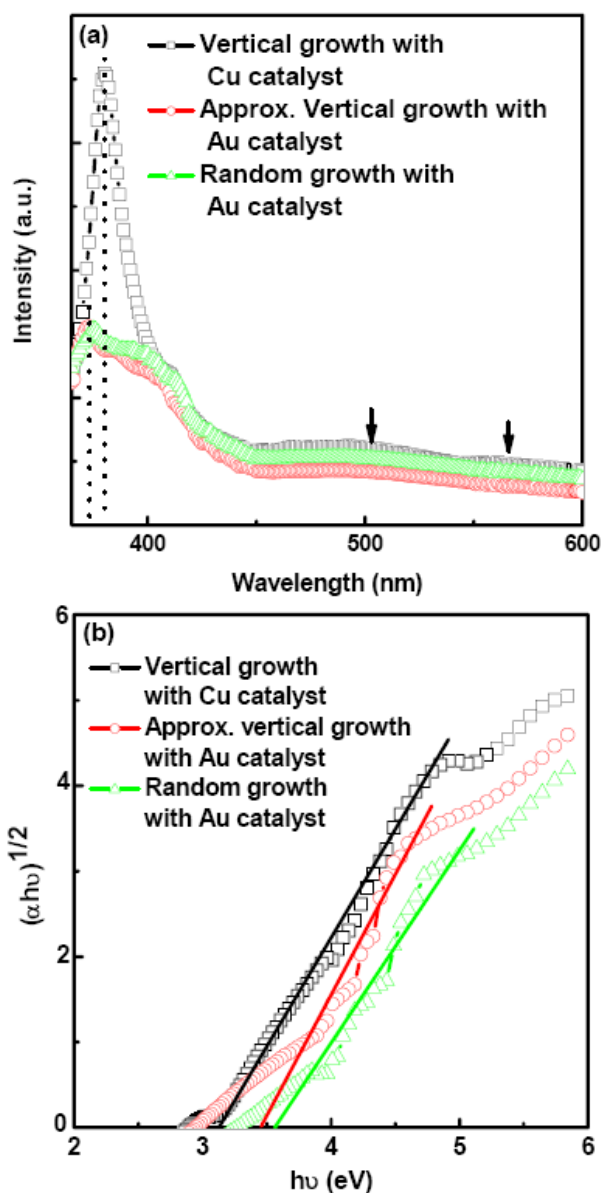 (a)
Vertical growth with
Cu catalyst
Approx. Vertical growth with
Au catalyst
Random growth with
Au catalyst
Intensity (a.u.)
400
500
600
Wavelength (nm)
(b)
Vertical growth
with Cu catalyst
Approx. vertical growth
with Au catalyst
Random growth
with Au catalyst
(αhυ)^1/2
6
4
2
0
2
3
4
5
6
hυ (eV)